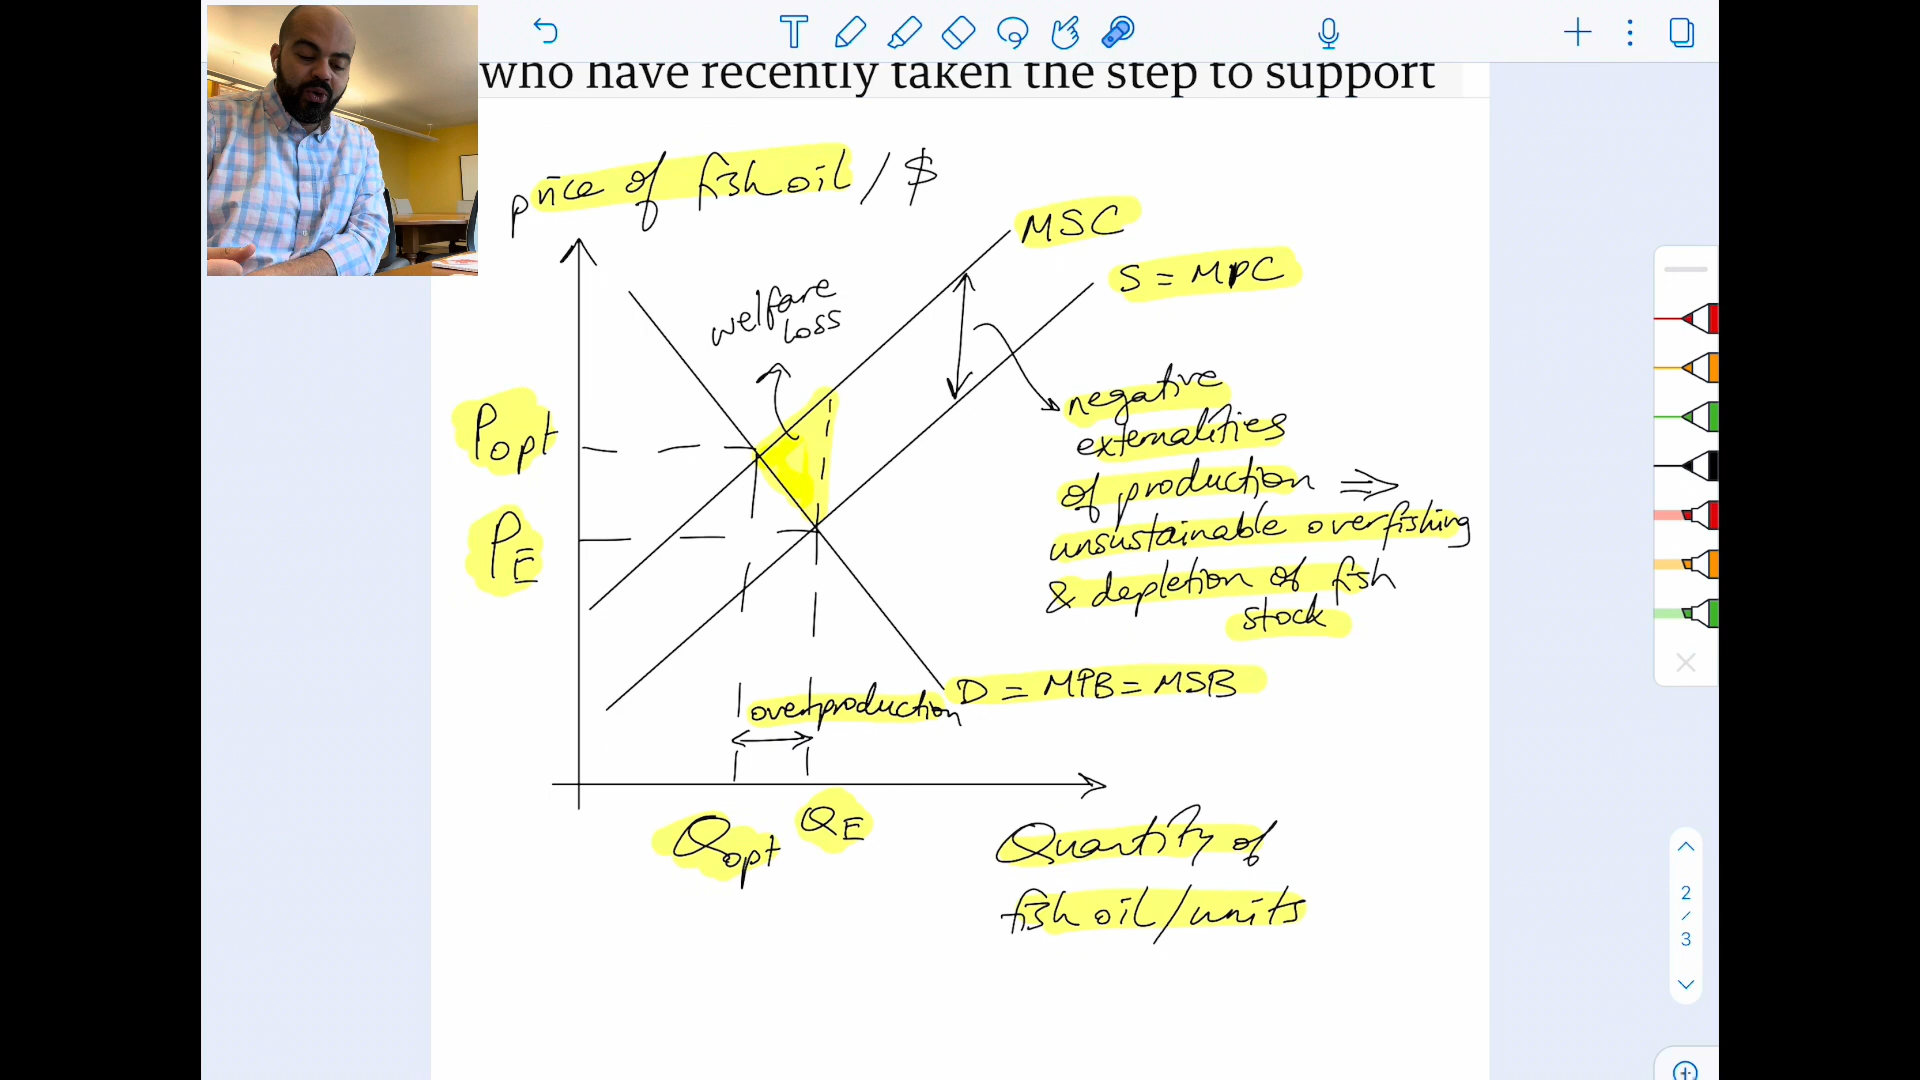 who have recently taken the step to support
price of fish oil / $
MSC
S = MPC
welfare
loss
negative
externalities
of production ⇒
unsustainable overfishing
& depletion of fish
stock
Popt
PE
overproduction
D = MPB = MSB
Qopt
QE
Quantity of
fish oil / units
T
2
/
3